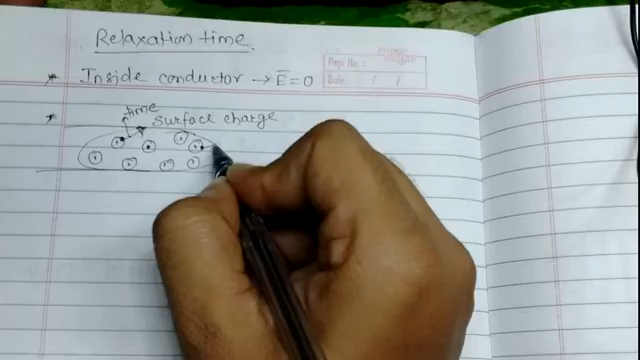 Relaxation time.
Page No.:
Date / /
* Inside conductor → E̅ = 0
time
* surface charge